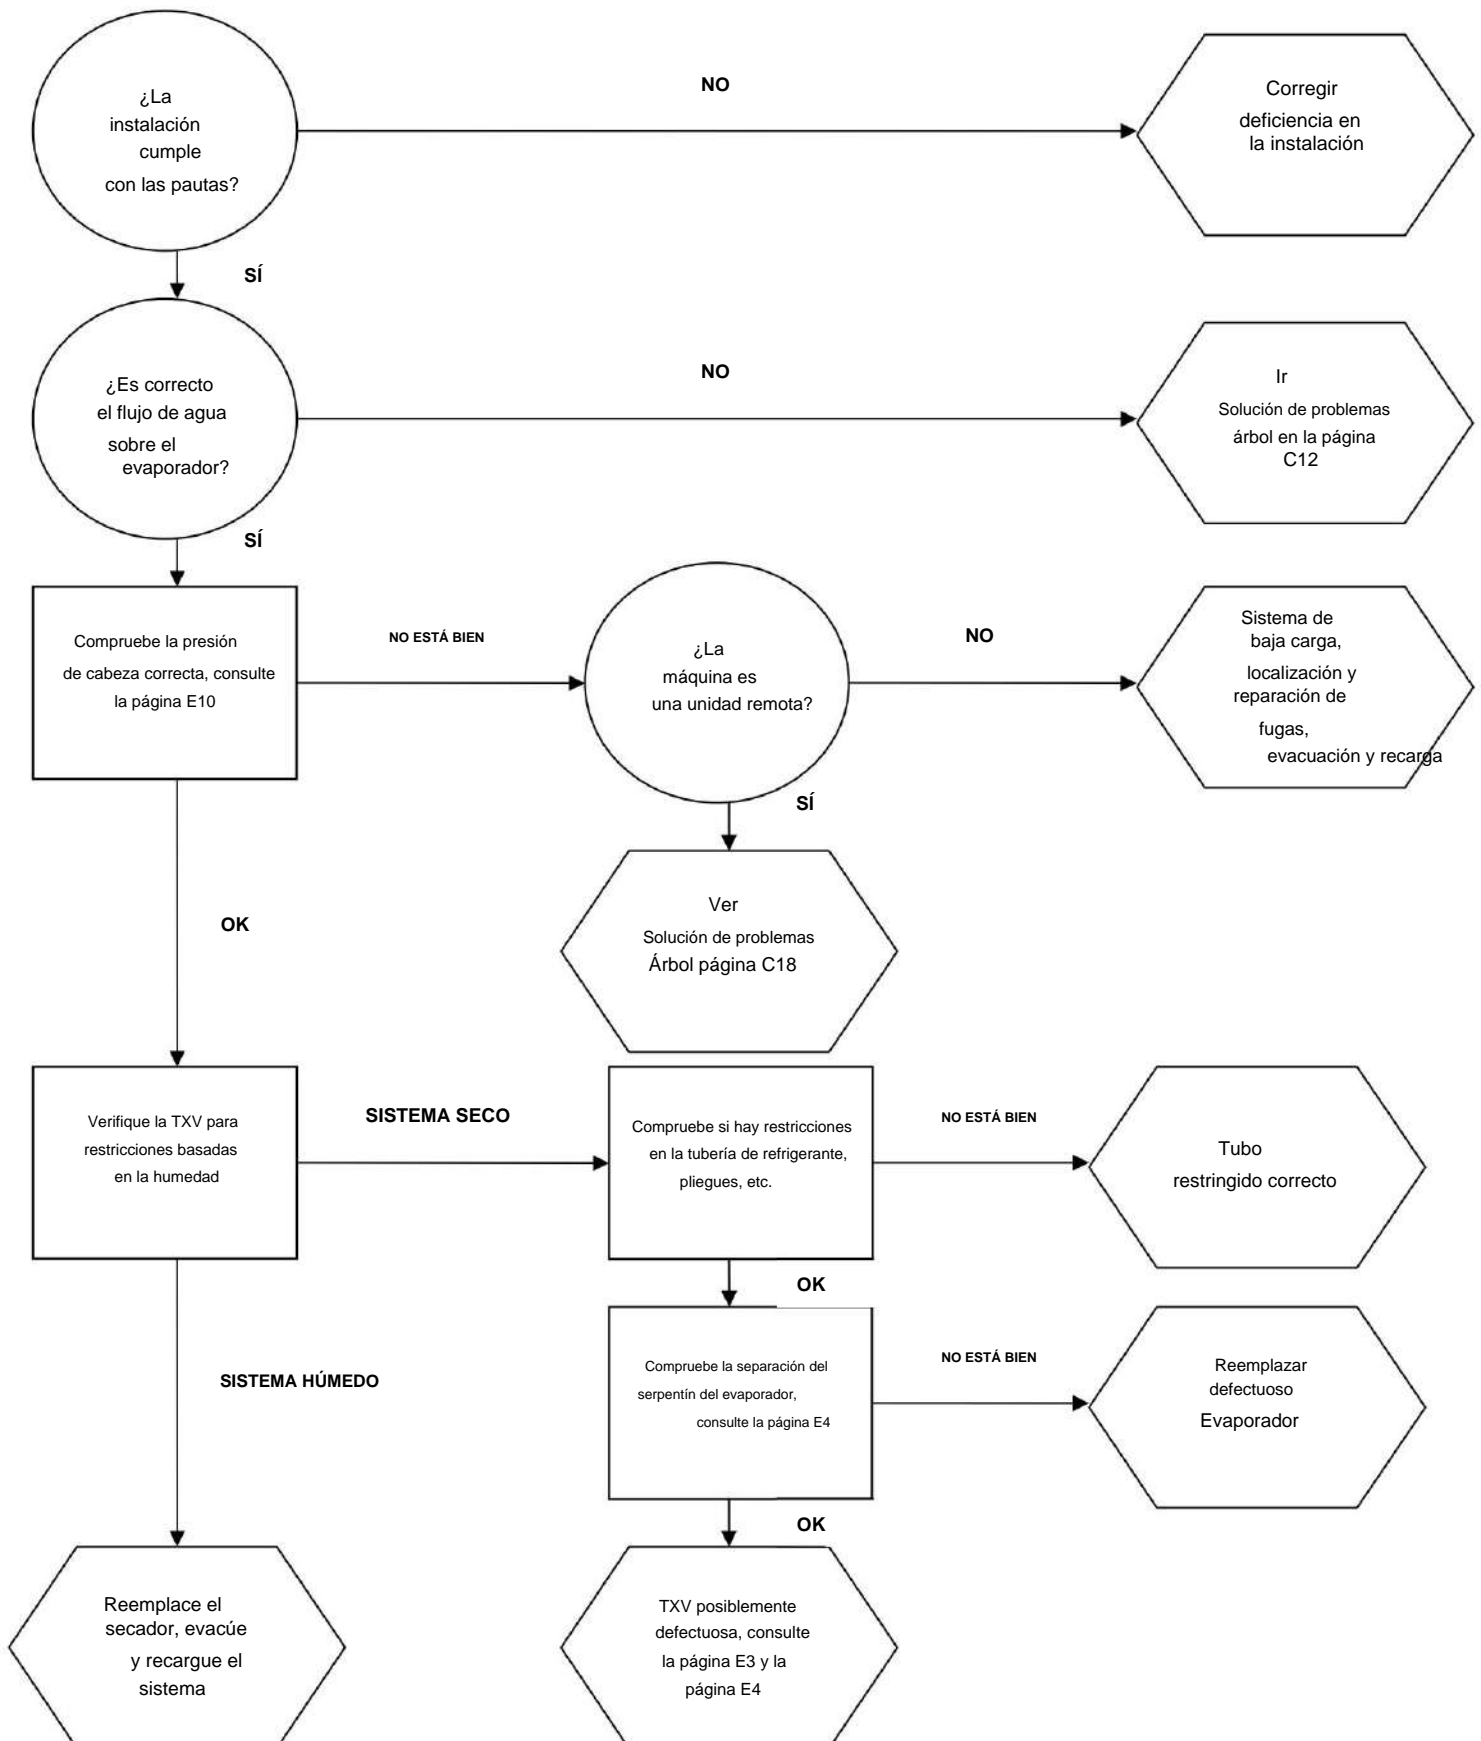 ¿La
instalación
cumple
con las pautas?
NO
Corregir
deficiencia en
la instalación
SÍ
¿Es correcto
el flujo de agua
sobre el
evaporador?
NO
Ir
Solución de problemas
árbol en la página
C12
SÍ
Compruebe la presión
de cabeza correcta, consulte
la página E10
NO ESTÁ BIEN
¿La
máquina es
una unidad remota?
NO
Sistema de
baja carga,
localización y
reparación de
fugas,
evacuación y recarga
SÍ
Ver
Solución de problemas
Árbol página C18
OK
Verifique la TXV para
restricciones basadas
en la humedad
SISTEMA SECO
Compruebe si hay restricciones
en la tubería de refrigerante,
pliegues, etc.
NO ESTÁ BIEN
Tubo
restringido correcto
OK
Compruebe la separación del
serpentín del evaporador,
consulte la página E4
NO ESTÁ BIEN
Reemplazar
defectuoso
Evaporador
SISTEMA HÚMEDO
OK
Reemplace el
secador, evacúe
y recargue el
sistema
TXV posiblemente
defectuosa, consulte
la página E3 y la
página E4